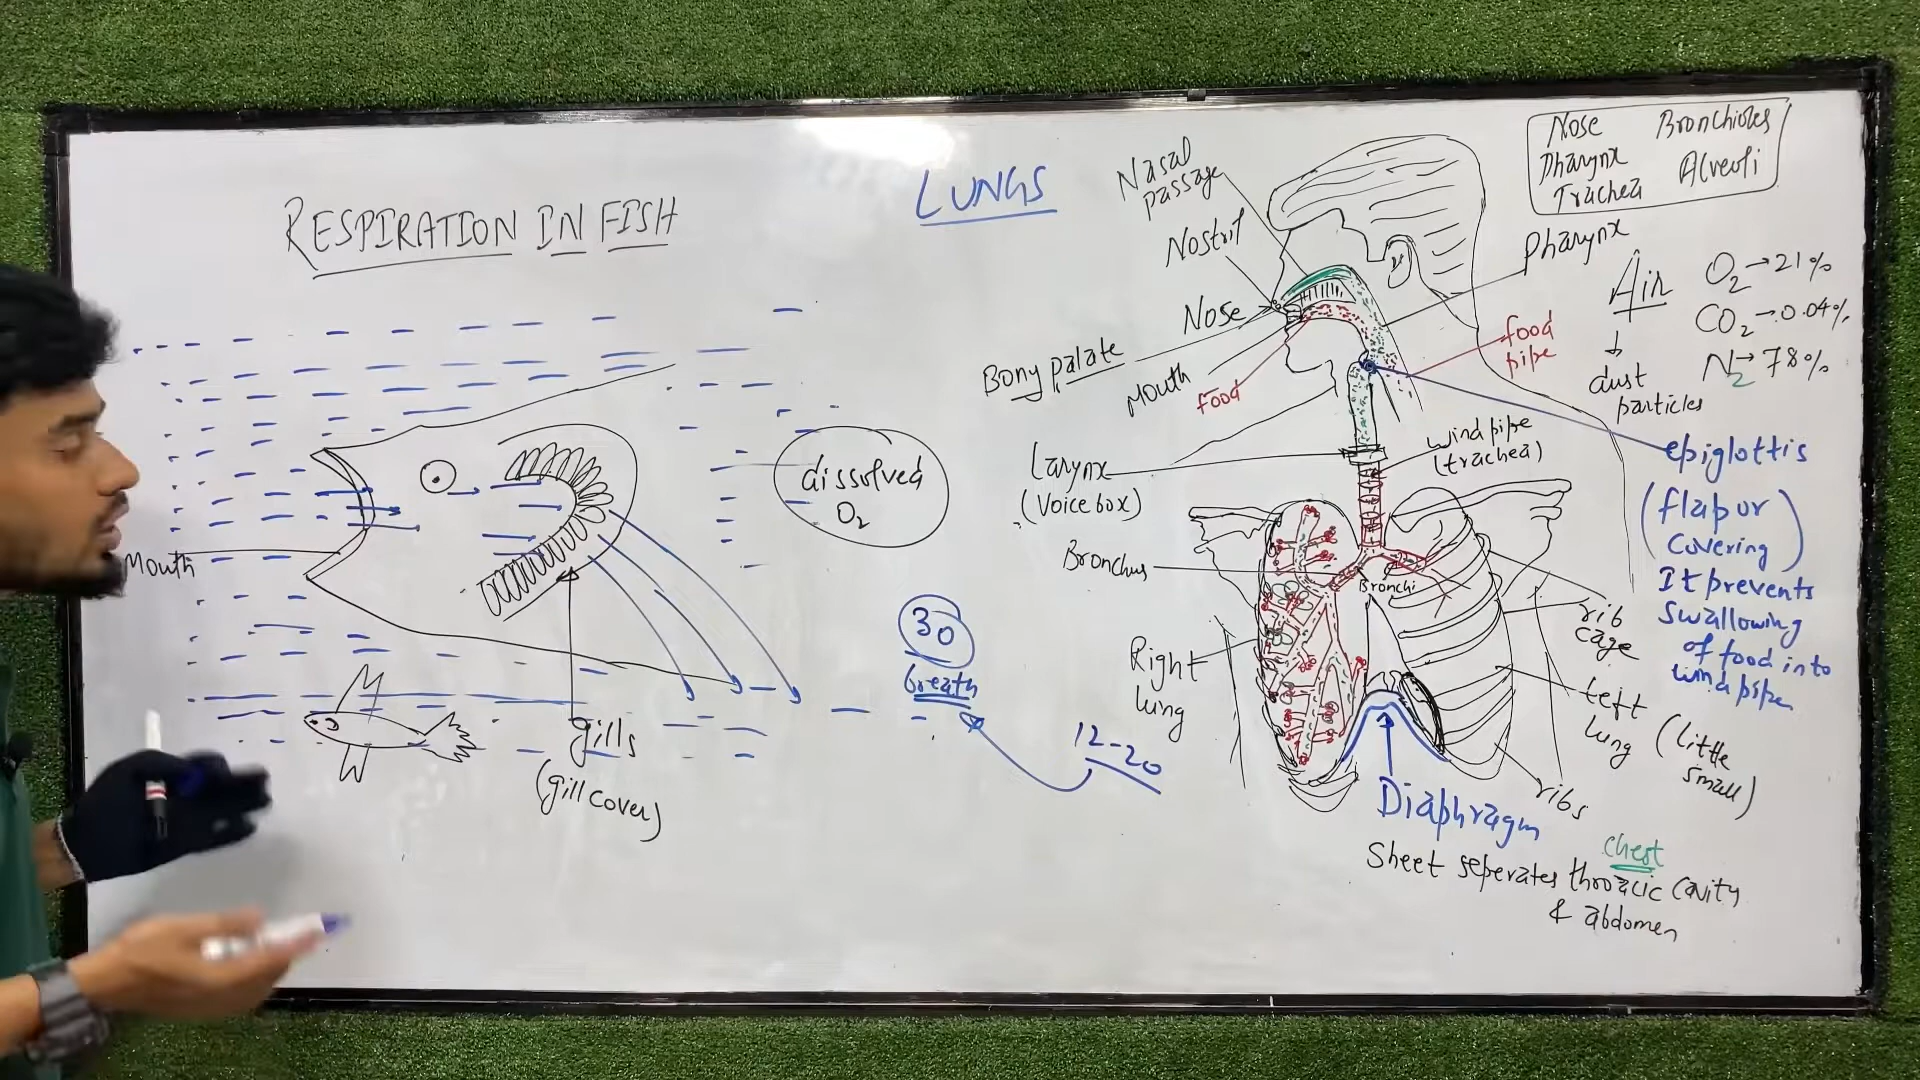 RESPIRATION IN FISH
Mouth
dissolved
O2
gills
(gill cover)
30
breath
12-20
LUNGS
Nasal
passage
Nostril
Nose
Bony palate
Mouth
food
Larynx
(Voice box)
Bronchus
Right
lung
Nose
Pharynx
Trachea
Bronchioles
Alveoli
Pharynx
food
pipe
wind pipe
(trachea)
Bronchi
Air
dust
particles
O2→21%
CO2→0.04%
N2→78%
epiglottis
(flap or
covering)
It prevents
swallowing
of food into
wind pipe
rib
cage
left
lung (little
small)
ribs
Diaphragm
chest
Sheet seperates throacic cavity
& abdomen